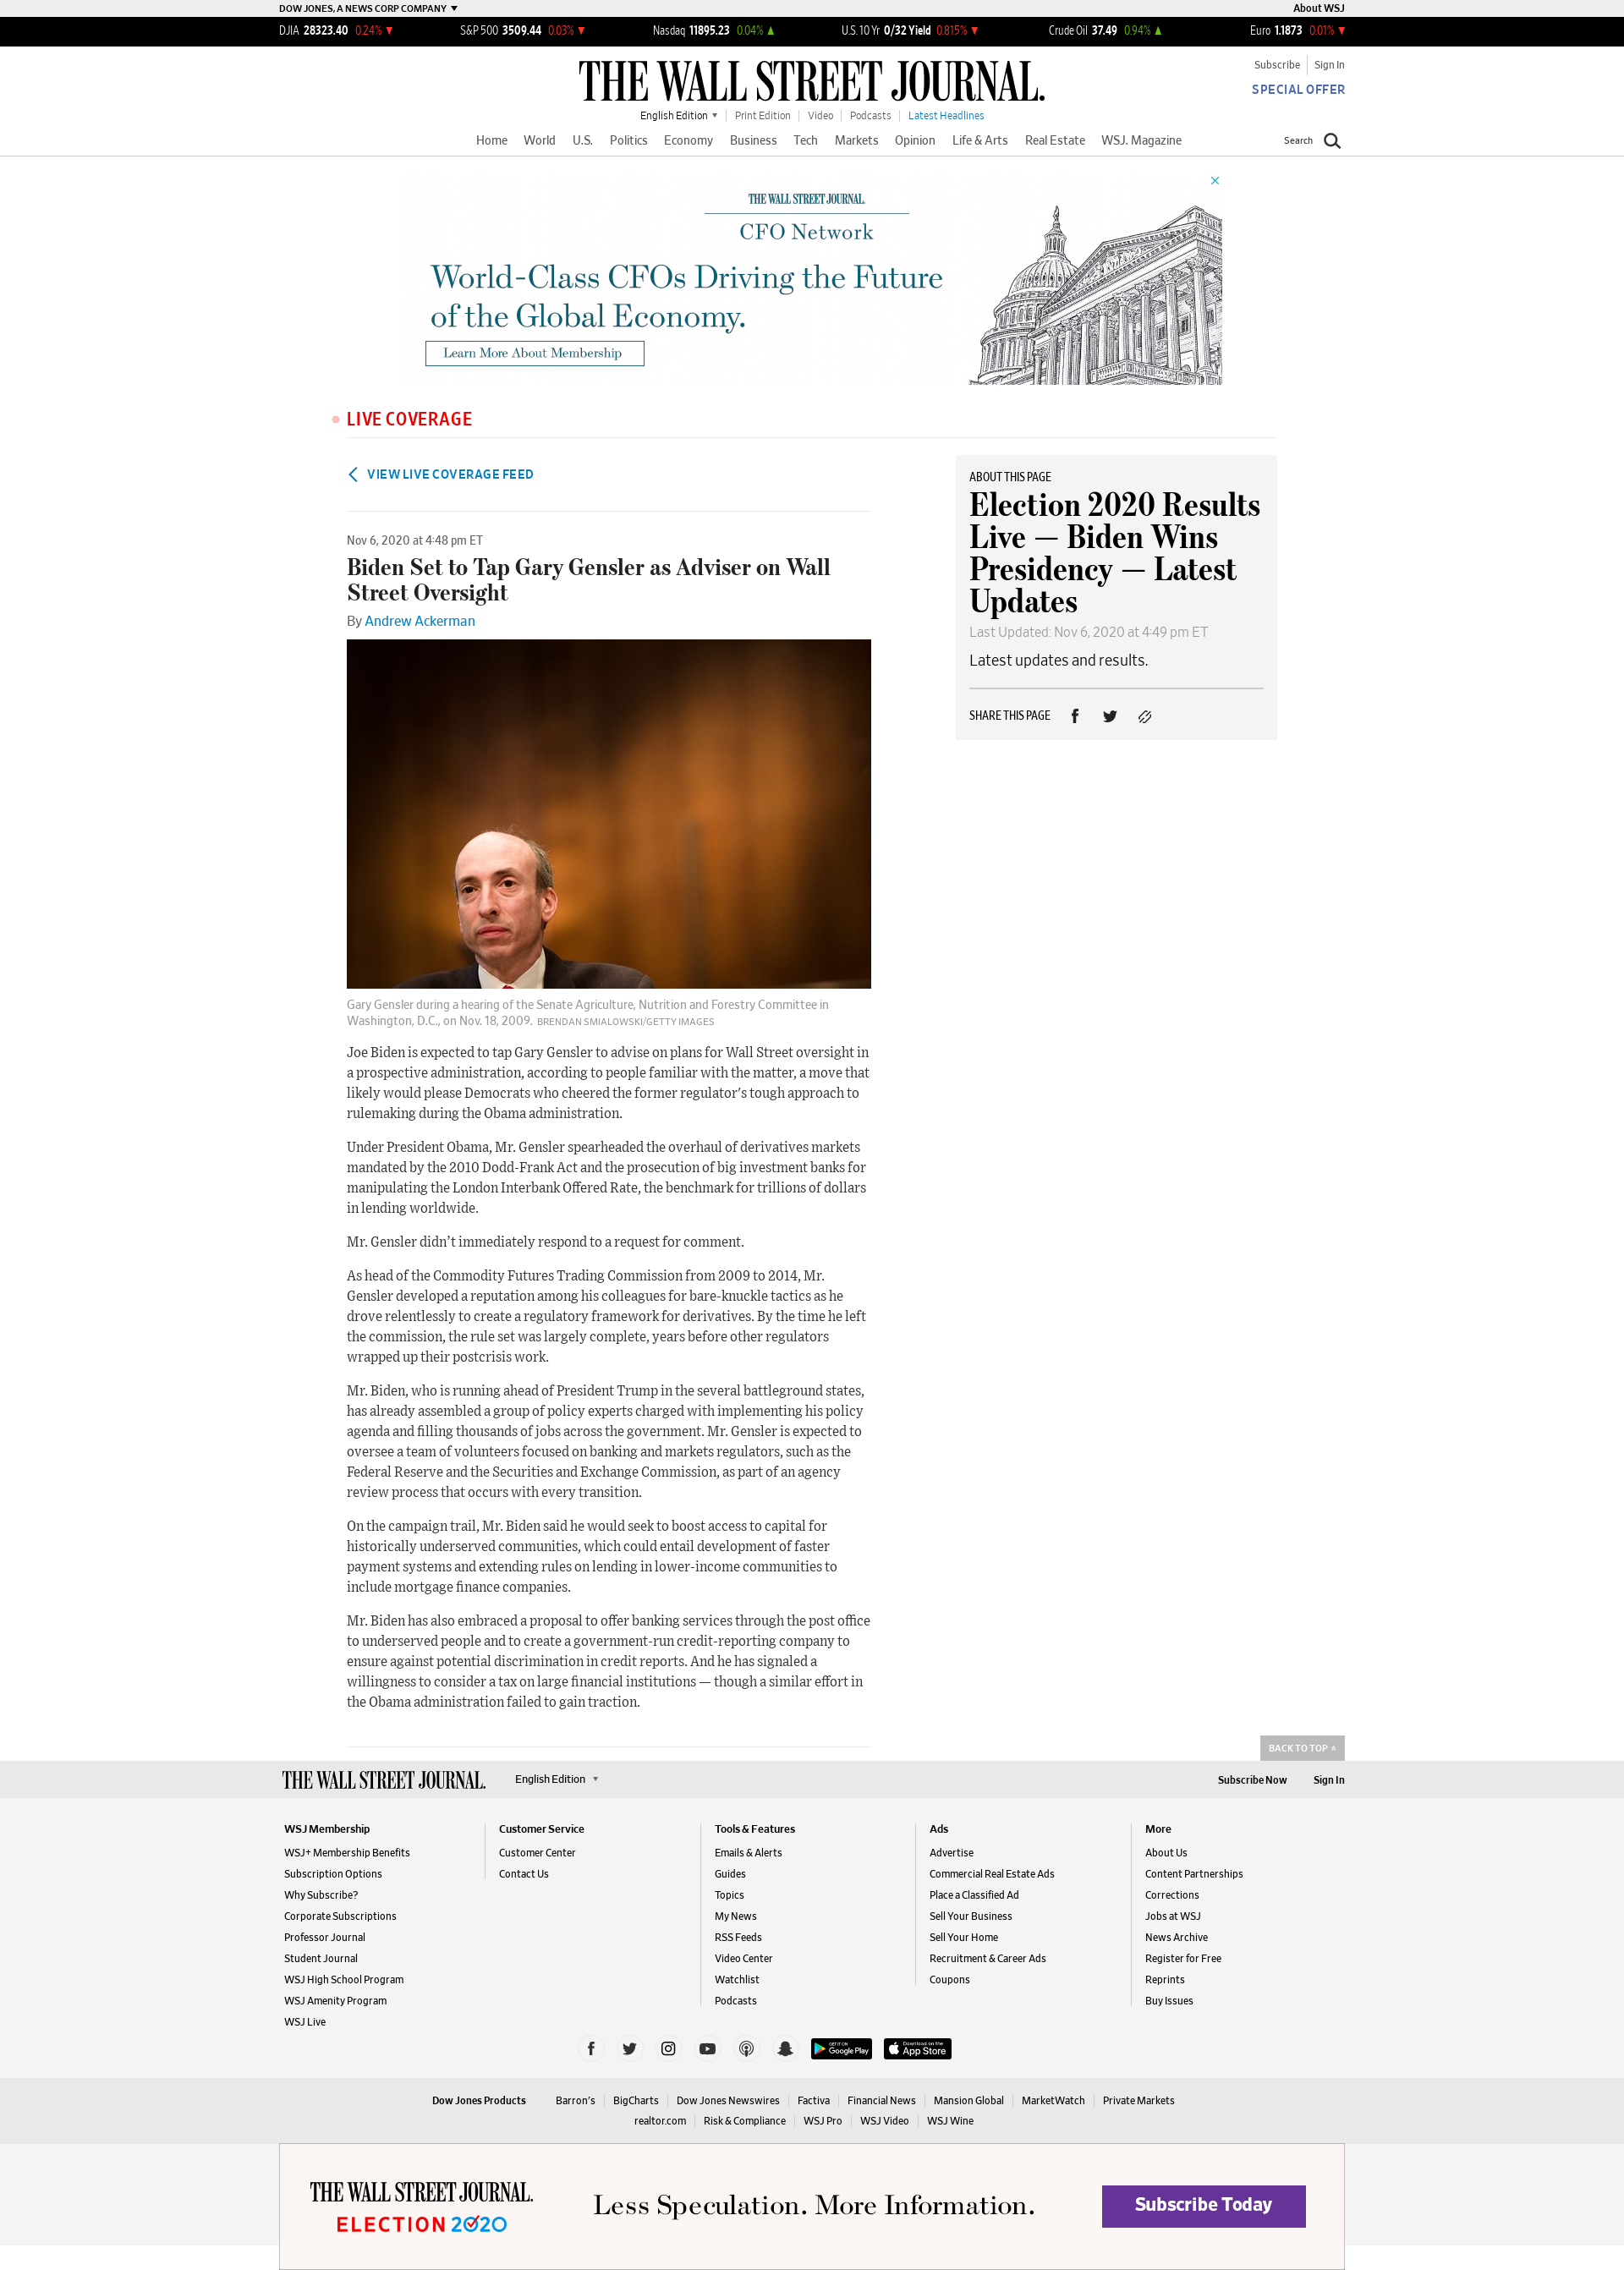 DOW JONES, A NEWS CORP COMPANY
About WSJ
DJIA 28323.40 0.24%
S&P 500 3509.44 0.03%
Nasdaq 11895.23 0.04%
U.S. 10 Yr 0/32 Yield 0.815%
Crude Oil 37.49 0.94%
Euro 1.1873 0.01%
THE WALL STREET JOURNAL.
Subscribe
Sign In
SPECIAL OFFER
English Edition
Print Edition
Video
Podcasts
Latest Headlines
Home World U.S. Politics Economy Business Tech Markets Opinion Life & Arts Real Estate WSJ. Magazine
Search
THE WALL STREET JOURNAL.
CFO Network
World-Class CFOs Driving the Future
of the Global Economy.
Learn More About Membership
LIVE COVERAGE
VIEW LIVE COVERAGE FEED
Nov 6, 2020 at 4:48 pm ET
Biden Set to Tap Gary Gensler as Adviser on Wall
Street Oversight
By Andrew Ackerman
Gary Gensler during a hearing of the Senate Agriculture, Nutrition and Forestry Committee in
Washington, D.C., on Nov. 18, 2009. BRENDAN SMIALOWSKI/GETTY IMAGES
Joe Biden is expected to tap Gary Gensler to advise on plans for Wall Street oversight in
a prospective administration, according to people familiar with the matter, a move that
likely would please Democrats who cheered the former regulator's tough approach to
rulemaking during the Obama administration.
Under President Obama, Mr. Gensler spearheaded the overhaul of derivatives markets
mandated by the 2010 Dodd-Frank Act and the prosecution of big investment banks for
manipulating the London Interbank Offered Rate, the benchmark for trillions of dollars
in lending worldwide.
Mr. Gensler didn't immediately respond to a request for comment.
As head of the Commodity Futures Trading Commission from 2009 to 2014, Mr.
Gensler developed a reputation among his colleagues for bare-knuckle tactics as he
drove relentlessly to create a regulatory framework for derivatives. By the time he left
the commission, the rule set was largely complete, years before other regulators
wrapped up their postcrisis work.
Mr. Biden, who is running ahead of President Trump in the several battleground states,
has already assembled a group of policy experts charged with implementing his policy
agenda and filling thousands of jobs across the government. Mr. Gensler is expected to
oversee a team of volunteers focused on banking and markets regulators, such as the
Federal Reserve and the Securities and Exchange Commission, as part of an agency
review process that occurs with every transition.
On the campaign trail, Mr. Biden said he would seek to boost access to capital for
historically underserved communities, which could entail development of faster
payment systems and extending rules on lending in lower-income communities to
include mortgage finance companies.
Mr. Biden has also embraced a proposal to offer banking services through the post office
to underserved people and to create a government-run credit-reporting company to
ensure against potential discrimination in credit reports. And he has signaled a
willingness to consider a tax on large financial institutions — though a similar effort in
the Obama administration failed to gain traction.
ABOUT THIS PAGE
Election 2020 Results
Live — Biden Wins
Presidency — Latest
Updates
Last Updated: Nov 6, 2020 at 4:49 pm ET
Latest updates and results.
SHARE THIS PAGE
BACK TO TOP
THE WALL STREET JOURNAL.
English Edition
Subscribe Now
Sign In
WSJ Membership
WSJ+ Membership Benefits
Subscription Options
Why Subscribe?
Corporate Subscriptions
Professor Journal
Student Journal
WSJ High School Program
WSJ Amenity Program
WSJ Live
Customer Service
Customer Center
Contact Us
Tools & Features
Emails & Alerts
Guides
Topics
My News
RSS Feeds
Video Center
Watchlist
Podcasts
Ads
Advertise
Commercial Real Estate Ads
Place a Classified Ad
Sell Your Business
Sell Your Home
Recruitment & Career Ads
Coupons
More
About Us
Content Partnerships
Corrections
Jobs at WSJ
News Archive
Register for Free
Reprints
Buy Issues
GET IT ON
Google Play
Download on the
App Store
Dow Jones Products
Barron's BigCharts Dow Jones Newswires Factiva Financial News Mansion Global MarketWatch Private Markets
realtor.com Risk & Compliance WSJ Pro WSJ Video WSJ Wine
THE WALL STREET JOURNAL.
ELECTION 2020
Less Speculation. More Information.
Subscribe Today